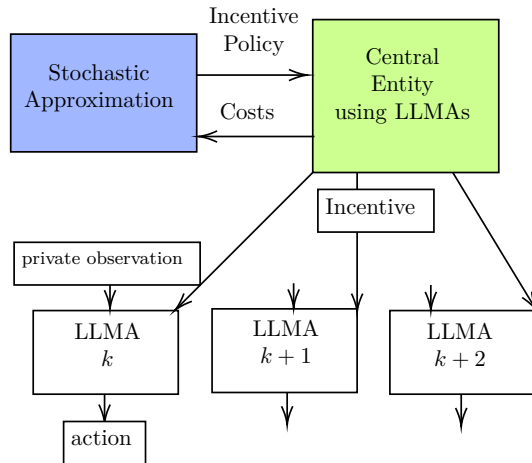 Incentive
Policy
Stochastic
Approximation
Central
Entity
using LLMAs
Costs
Incentive
private observation
LLMA
k
LLMA
k + 1
LLMA
k + 2
action